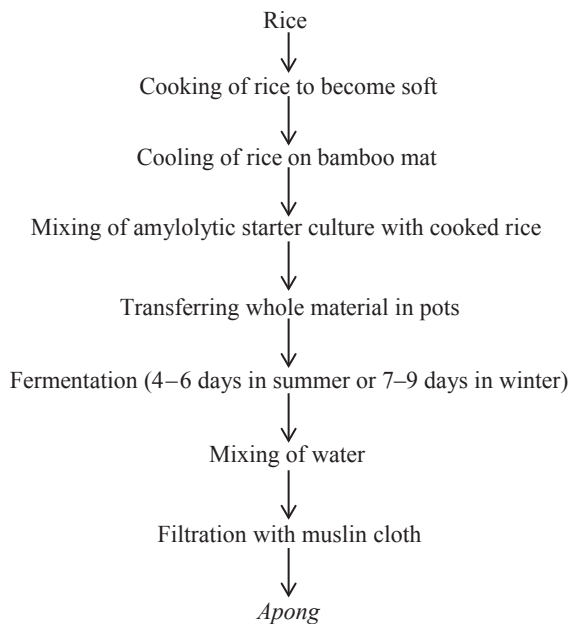 Rice
Cooking of rice to become soft
Cooling of rice on bamboo mat
Mixing of amylolytic starter culture with cooked rice
Transferring whole material in pots
Fermentation (4–6 days in summer or 7–9 days in winter)
Mixing of water
Filtration with muslin cloth
Apong